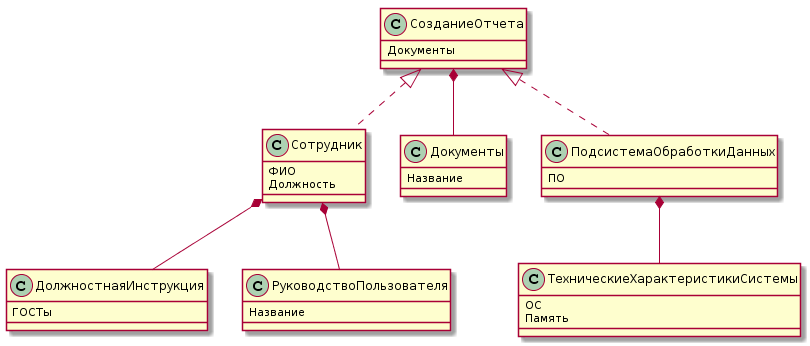 C СозданиеОтчета
Документы
C Сотрудник
ФИО
Должность
C Документы
Название
C ПодсистемаОбработкиДанных
ПО
C ДолжностнаяИнструкция
ГОСТы
C РуководствоПользователя
Название
C ТехническиеХарактеристикиСистемы
ОС
Память